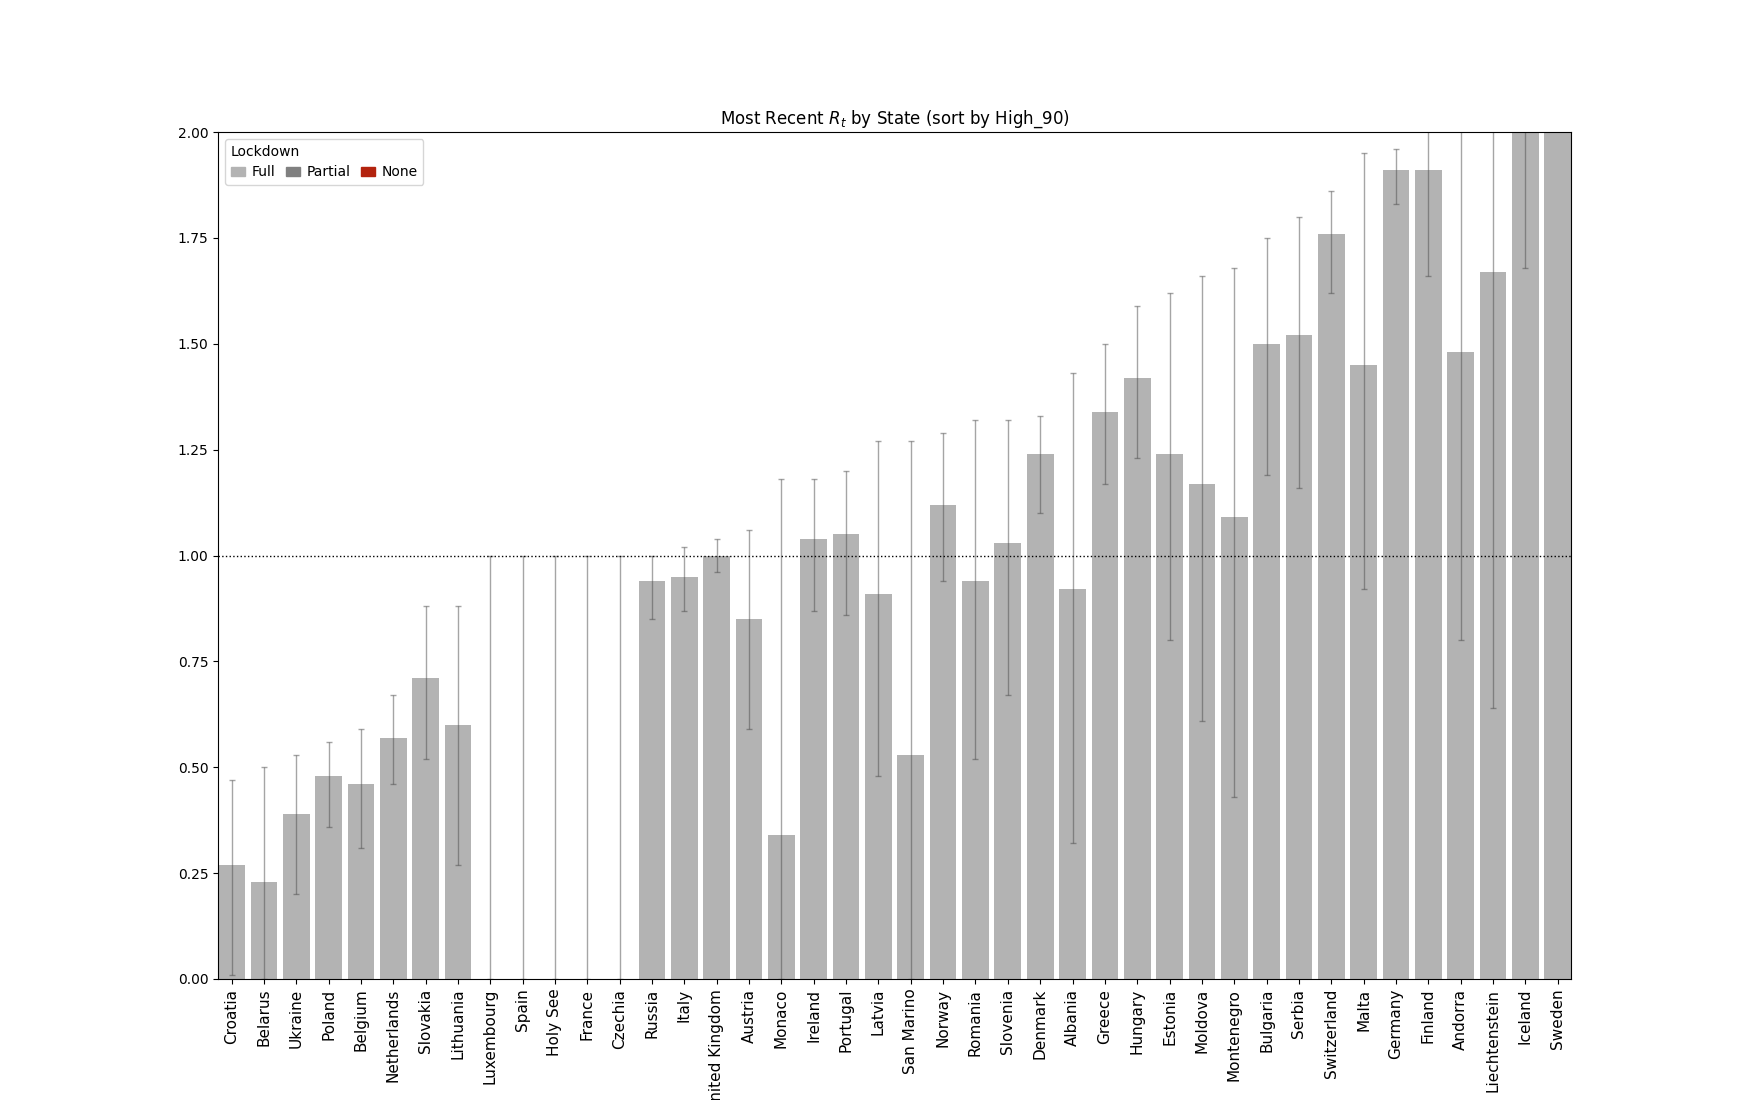 Most Recent R_t by State (sort by High_90)
Lockdown
Full Partial None
2.00
1.75
1.50
1.25
1.00
0.75
0.50
0.25
0.00
Croatia
Belarus
Ukraine
Poland
Belgium
Netherlands
Slovakia
Lithuania
Luxembourg
Spain
Holy See
France
Czechia
Russia
Italy
nited Kingdom
Austria
Monaco
Ireland
Portugal
Latvia
San Marino
Norway
Romania
Slovenia
Denmark
Albania
Greece
Hungary
Estonia
Moldova
Montenegro
Bulgaria
Serbia
Switzerland
Malta
Germany
Finland
Andorra
Liechtenstein
Iceland
Sweden